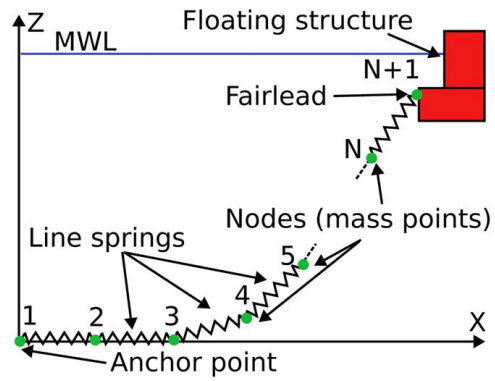 Z
Floating structure
MWL
N+1
Fairlead
N
Nodes (mass points)
Line springs
5
4
1
2
3
X
Anchor point